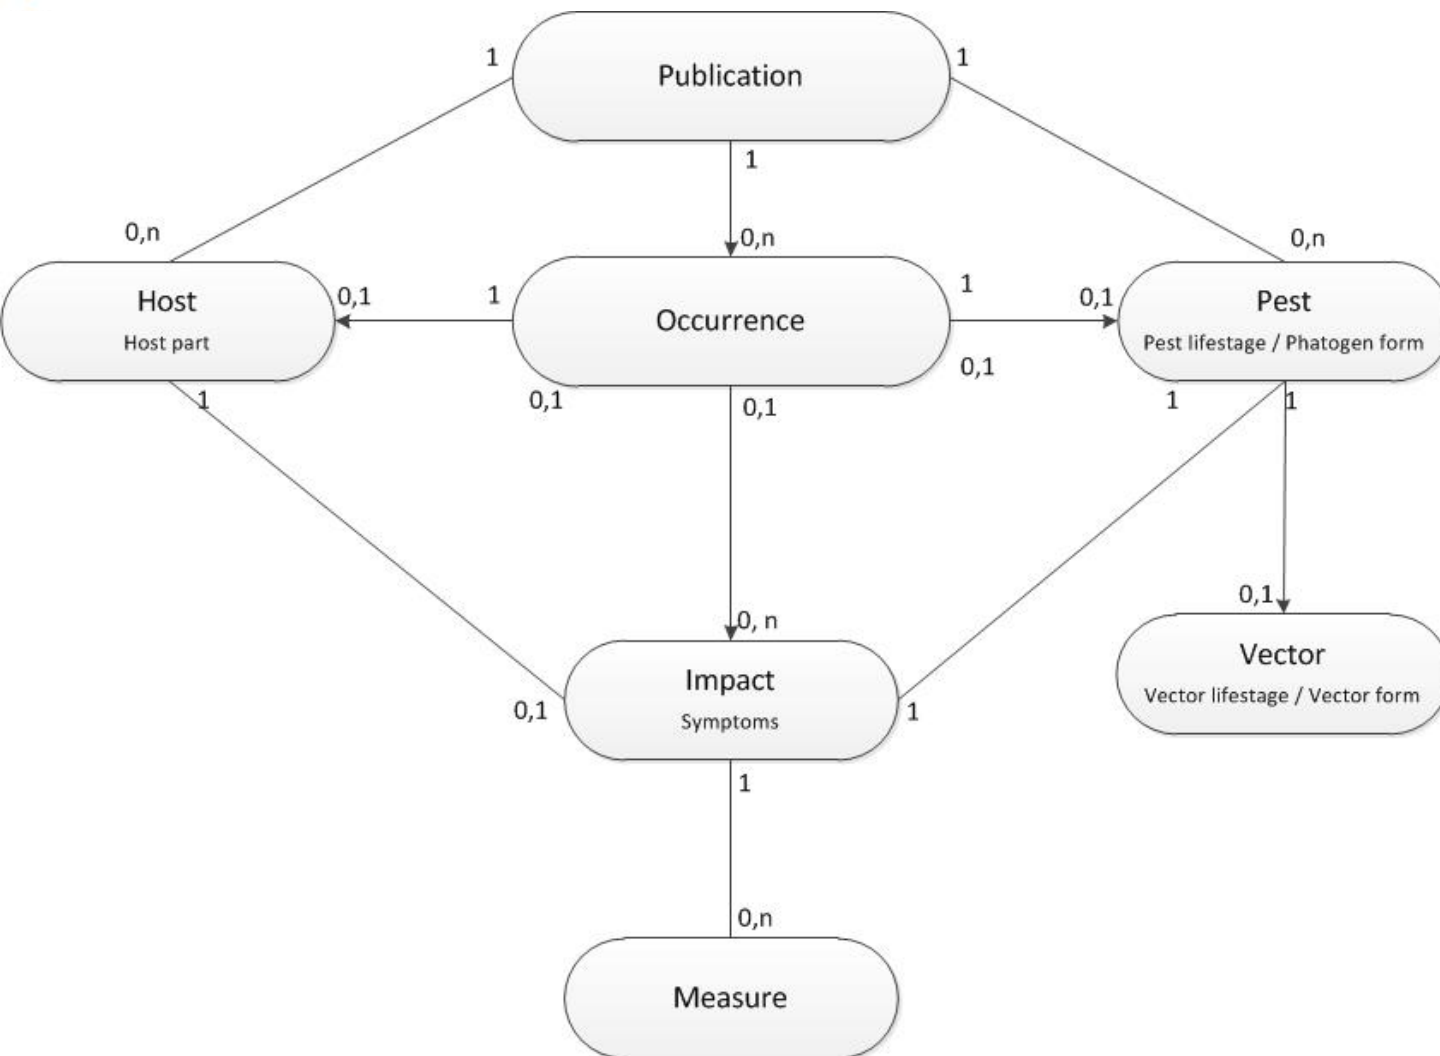 1
Publication
1
1
0,n
0,n
0,n
Host
Host part
0,1
1
Occurrence
1
0,1
0,1
Pest
Pest lifestage / Phatogen form
1
0,1
0,1
1
1
0, n
0,1
Impact
Symptoms
0,1
1
Vector
Vector lifestage / Vector form
1
0,n
Measure